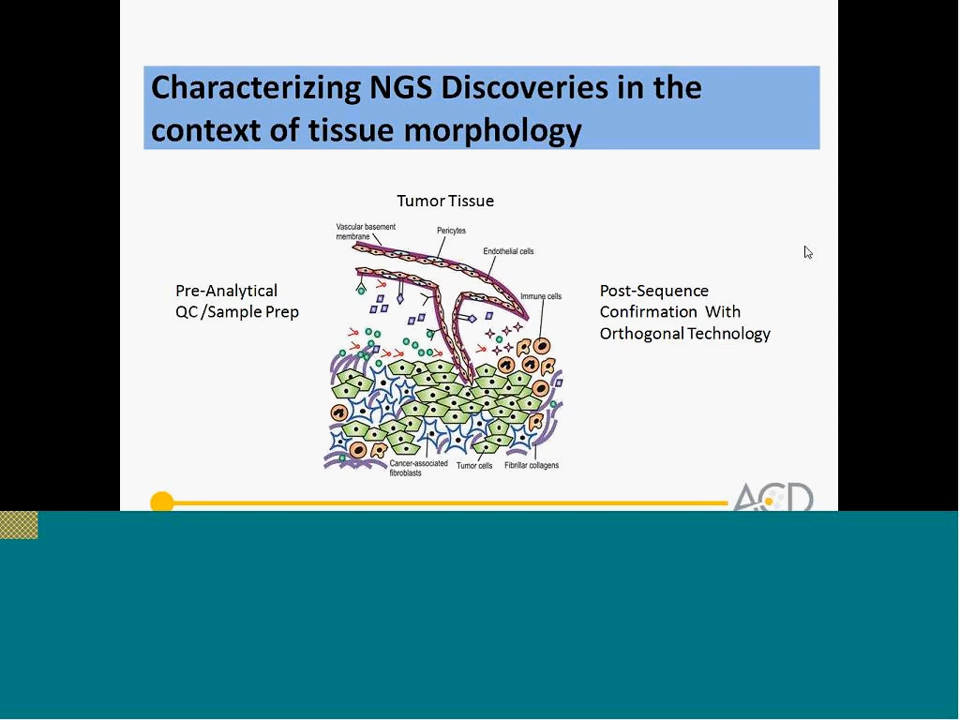 Characterizing NGS Discoveries in the
context of tissue morphology
Tumor Tissue
Vascular basement
membrane
Pericytes
Endothelial cells
Immune cells
Pre-Analytical
QC /Sample Prep
Post-Sequence
Confirmation With
Orthogonal Technology
Cancer-associated
fibroblasts
Tumor cells
Fibrillar collagens
ACD